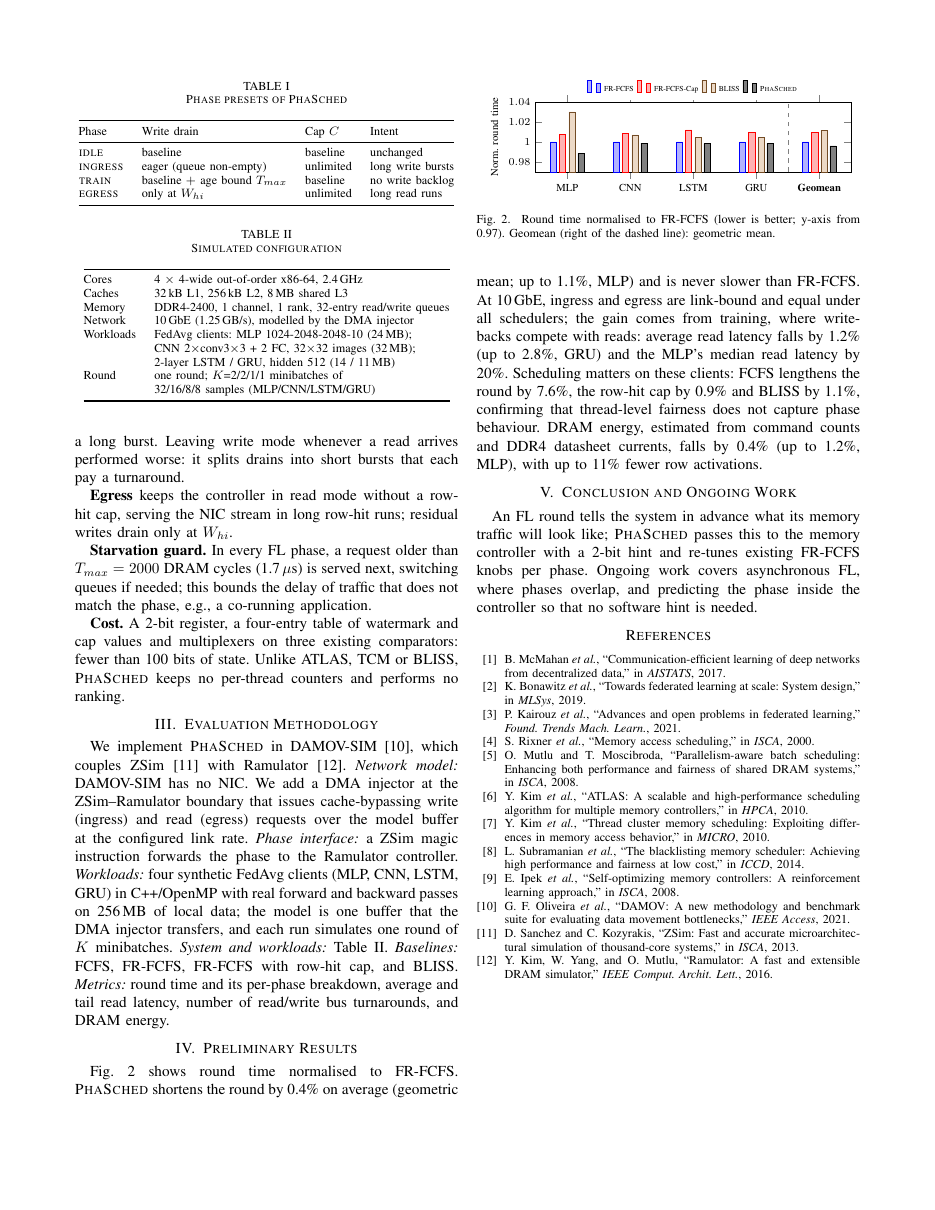 TABLE I
PHASE PRESETS OF PHASCHED
Phase Write drain Cap C Intent
IDLE baseline baseline unchanged
INGRESS eager (queue non-empty) unlimited long write bursts
TRAIN baseline + age bound Tmax baseline no write backlog
EGRESS only at Whi unlimited long read runs
TABLE II
SIMULATED CONFIGURATION
Cores 4 × 4-wide out-of-order x86-64, 2.4 GHz
Caches 32 kB L1, 256 kB L2, 8 MB shared L3
Memory DDR4-2400, 1 channel, 1 rank, 32-entry read/write queues
Network 10 GbE (1.25 GB/s), modelled by the DMA injector
Workloads FedAvg clients: MLP 1024-2048-2048-10 (24 MB);
CNN 2×conv3×3 + 2 FC, 32×32 images (32 MB);
2-layer LSTM / GRU, hidden 512 (14 / 11 MB)
Round one round; K=2/2/1/1 minibatches of
32/16/8/8 samples (MLP/CNN/LSTM/GRU)
a long burst. Leaving write mode whenever a read arrives
performed worse: it splits drains into short bursts that each
pay a turnaround.
Egress keeps the controller in read mode without a row-
hit cap, serving the NIC stream in long row-hit runs; residual
writes drain only at Whi.
Starvation guard. In every FL phase, a request older than
Tmax = 2000 DRAM cycles (1.7 μs) is served next, switching
queues if needed; this bounds the delay of traffic that does not
match the phase, e.g., a co-running application.
Cost. A 2-bit register, a four-entry table of watermark and
cap values and multiplexers on three existing comparators:
fewer than 100 bits of state. Unlike ATLAS, TCM or BLISS,
PHASCHED keeps no per-thread counters and performs no
ranking.
III. EVALUATION METHODOLOGY
We implement PHASCHED in DAMOV-SIM [10], which
couples ZSim [11] with Ramulator [12]. Network model:
DAMOV-SIM has no NIC. We add a DMA injector at the
ZSim–Ramulator boundary that issues cache-bypassing write
(ingress) and read (egress) requests over the model buffer
at the configured link rate. Phase interface: a ZSim magic
instruction forwards the phase to the Ramulator controller.
Workloads: four synthetic FedAvg clients (MLP, CNN, LSTM,
GRU) in C++/OpenMP with real forward and backward passes
on 256 MB of local data; the model is one buffer that the
DMA injector transfers, and each run simulates one round of
K minibatches. System and workloads: Table II. Baselines:
FCFS, FR-FCFS, FR-FCFS with row-hit cap, and BLISS.
Metrics: round time and its per-phase breakdown, average and
tail read latency, number of read/write bus turnarounds, and
DRAM energy.
IV. PRELIMINARY RESULTS
Fig. 2 shows round time normalised to FR-FCFS.
PHASCHED shortens the round by 0.4% on average (geometric
FR-FCFS FR-FCFS-Cap BLISS PHASCHED
Norm. round time
1.04
1.02
1
0.98
MLP CNN LSTM GRU Geomean
Fig. 2. Round time normalised to FR-FCFS (lower is better; y-axis from
0.97). Geomean (right of the dashed line): geometric mean.
mean; up to 1.1%, MLP) and is never slower than FR-FCFS.
At 10 GbE, ingress and egress are link-bound and equal under
all schedulers; the gain comes from training, where write-
backs compete with reads: average read latency falls by 1.2%
(up to 2.8%, GRU) and the MLP's median read latency by
20%. Scheduling matters on these clients: FCFS lengthens the
round by 7.6%, the row-hit cap by 0.9% and BLISS by 1.1%,
confirming that thread-level fairness does not capture phase
behaviour. DRAM energy, estimated from command counts
and DDR4 datasheet currents, falls by 0.4% (up to 1.2%,
MLP), with up to 11% fewer row activations.
V. CONCLUSION AND ONGOING WORK
An FL round tells the system in advance what its memory
traffic will look like; PHASCHED passes this to the memory
controller with a 2-bit hint and re-tunes existing FR-FCFS
knobs per phase. Ongoing work covers asynchronous FL,
where phases overlap, and predicting the phase inside the
controller so that no software hint is needed.
REFERENCES
[1] B. McMahan et al., “Communication-efficient learning of deep networks
from decentralized data,” in AISTATS, 2017.
[2] K. Bonawitz et al., “Towards federated learning at scale: System design,”
in MLSys, 2019.
[3] P. Kairouz et al., “Advances and open problems in federated learning,”
Found. Trends Mach. Learn., 2021.
[4] S. Rixner et al., “Memory access scheduling,” in ISCA, 2000.
[5] O. Mutlu and T. Moscibroda, “Parallelism-aware batch scheduling:
Enhancing both performance and fairness of shared DRAM systems,”
in ISCA, 2008.
[6] Y. Kim et al., “ATLAS: A scalable and high-performance scheduling
algorithm for multiple memory controllers,” in HPCA, 2010.
[7] Y. Kim et al., “Thread cluster memory scheduling: Exploiting differ-
ences in memory access behavior,” in MICRO, 2010.
[8] L. Subramanian et al., “The blacklisting memory scheduler: Achieving
high performance and fairness at low cost,” in ICCD, 2014.
[9] E. Ipek et al., “Self-optimizing memory controllers: A reinforcement
learning approach,” in ISCA, 2008.
[10] G. F. Oliveira et al., “DAMOV: A new methodology and benchmark
suite for evaluating data movement bottlenecks,” IEEE Access, 2021.
[11] D. Sanchez and C. Kozyrakis, “ZSim: Fast and accurate microarchitec-
tural simulation of thousand-core systems,” in ISCA, 2013.
[12] Y. Kim, W. Yang, and O. Mutlu, “Ramulator: A fast and extensible
DRAM simulator,” IEEE Comput. Archit. Lett., 2016.